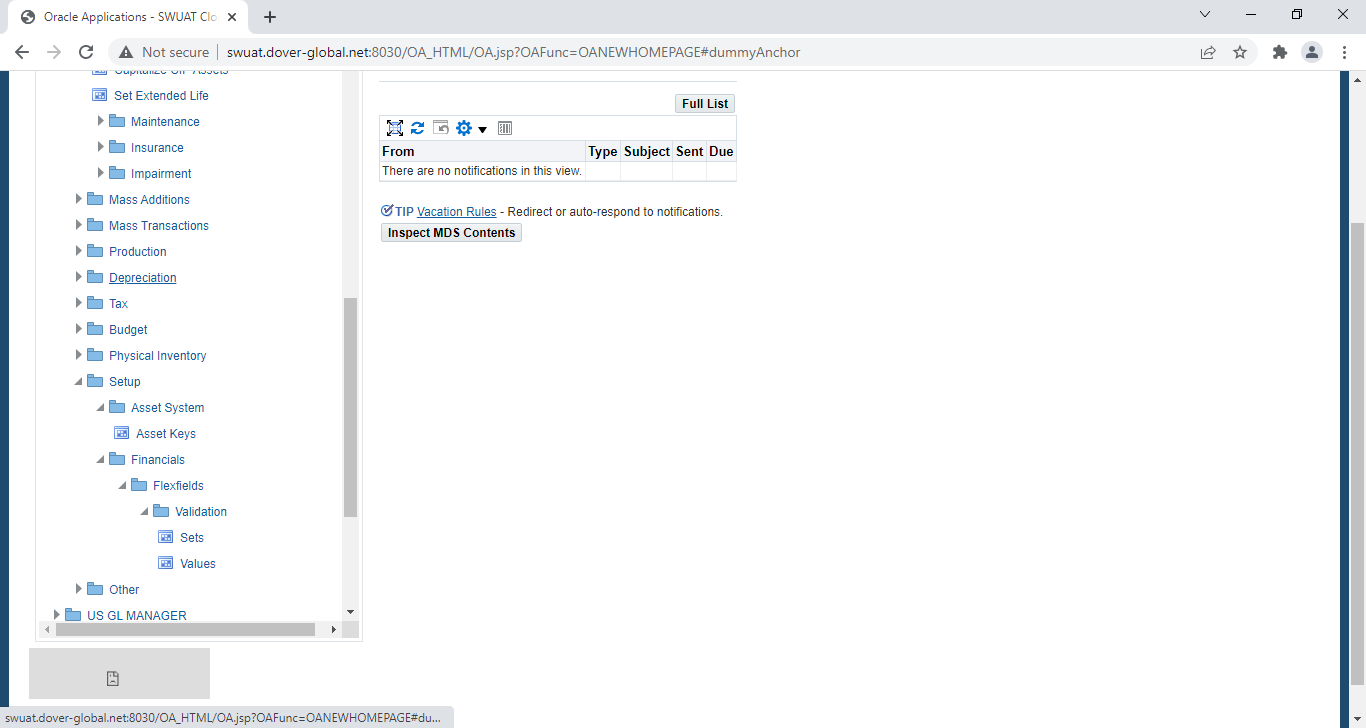 Oracle Applications - SWUAT Clo
Not secure
swuat.dover-global.net:8030/OA_HTML/OA.jsp?OAFunc=OANEWHOMEPAGE#dummyAnchor
Capitalize CIP Assets
Set Extended Life
Maintenance
Insurance
Impairment
Mass Additions
Mass Transactions
Production
Depreciation
Tax
Budget
Physical Inventory
Setup
Asset System
Asset Keys
Financials
Flexfields
Validation
Sets
Values
Other
US GL MANAGER
Full List
From Type Subject Sent Due
There are no notifications in this view.
TIP Vacation Rules - Redirect or auto-respond to notifications.
Inspect MDS Contents
swuat.dover-global.net:8030/OA_HTML/OA.jsp?OAFunc=OANEWHOMEPAGE#du...